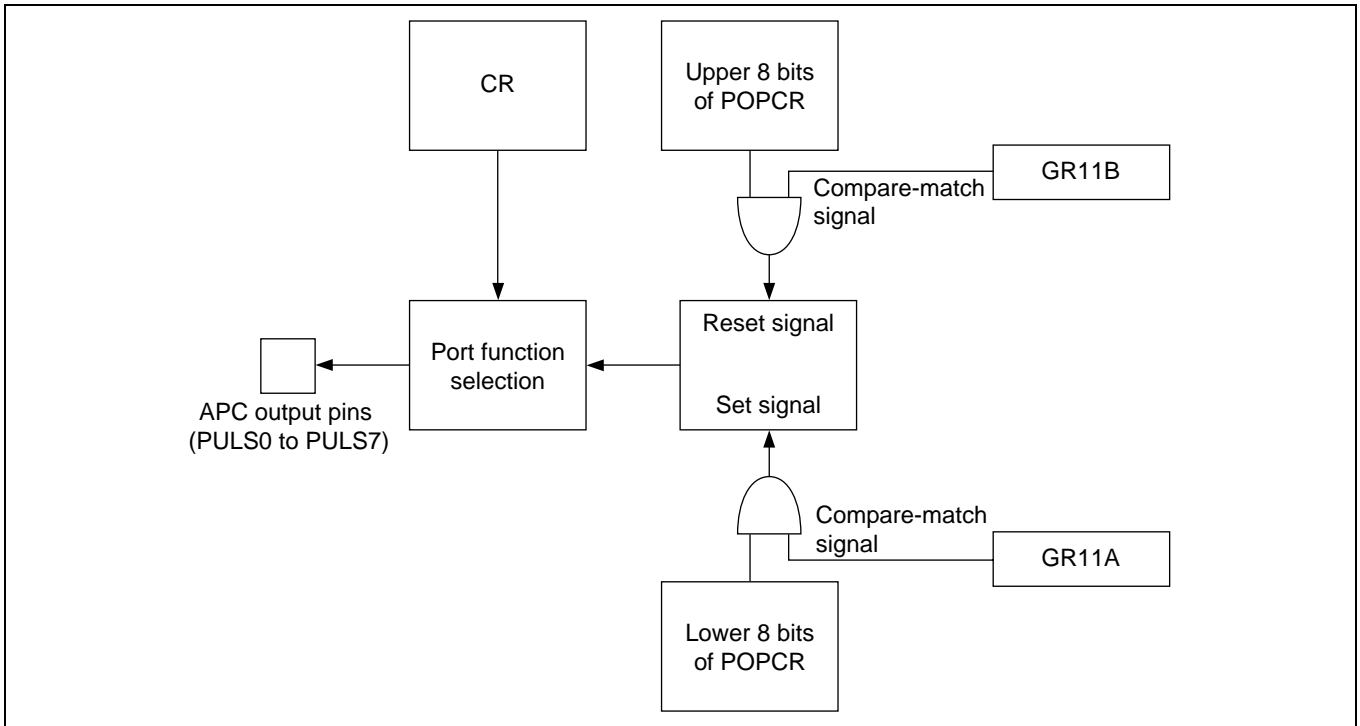 CR
Upper 8 bits
of POPCR
GR11B
Compare-match
signal
Reset signal
Port function
selection
Set signal
APC output pins
(PULS0 to PULS7)
Compare-match
signal
GR11A
Lower 8 bits
of POPCR